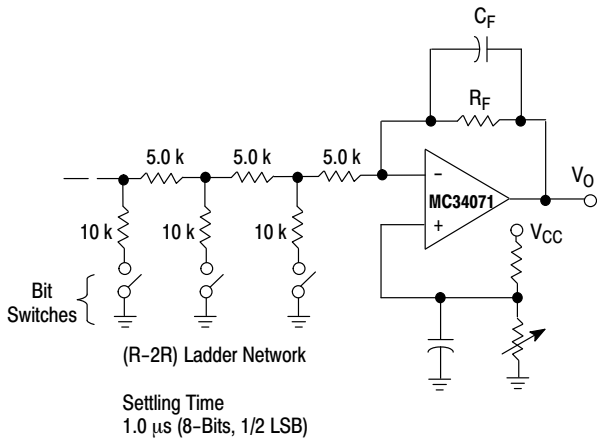 C_F
R_F
5.0 k 5.0 k 5.0 k
−
MC34071
+
V_O
V_CC
10 k 10 k 10 k
Bit
Switches
(R-2R) Ladder Network
Settling Time
1.0 μs (8-Bits, 1/2 LSB)